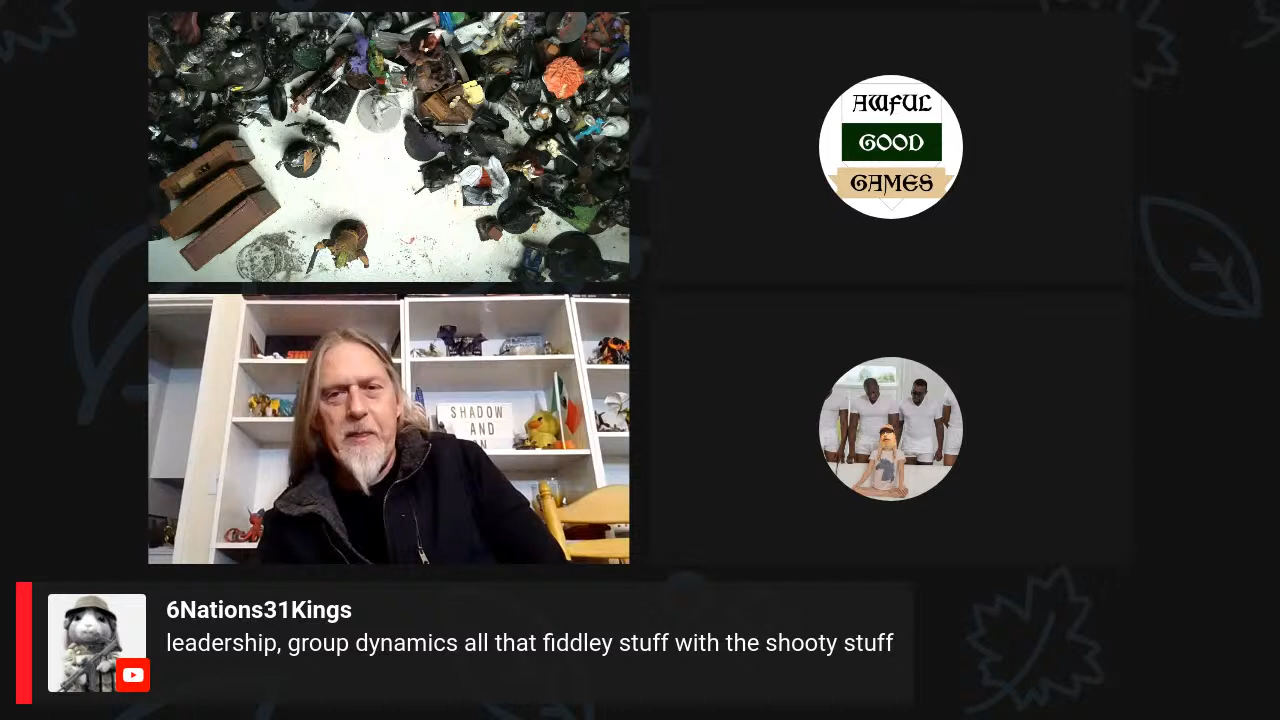 AWFUL
GOOD
GAMES
SHADOW
AND
6Nations31Kings
leadership, group dynamics all that fiddley stuff with the shooty stuff